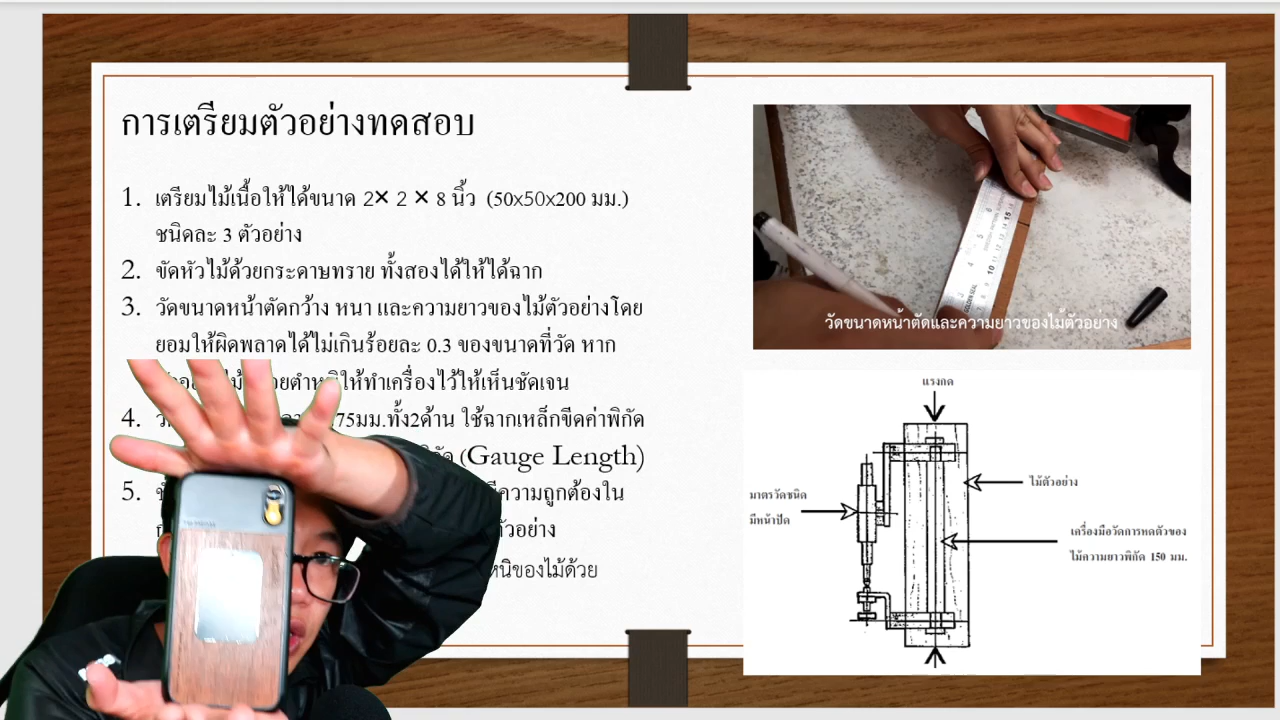 การเตรียมตัวอย่างทดสอบ
1. เตรียมไม้เนื้อให้ได้ขนาด 2× 2 × 8 นิ้ว (50x50x200 มม.)
ชนิดละ 3 ตัวอย่าง
2. ขัดหัวไม้ด้วยกระดาษทราย ทั้งสองได้ให้ได้ฉาก
3. วัดขนาดหน้าตัดกว้าง หนา และความยาวของไม้ตัวอย่างโดย
ยอมให้ผิดพลาดได้ไม่เกินร้อยละ 0.3 ของขนาดที่วัด หาก
ให้ทำเครื่องไว้ให้เห็นชัดเจน
4. 75มม.ทั้ง2ด้าน ใช้ฉากเหล็กขีดค่าพิกัด
(Gauge Length)
5. ความถูกต้องใน
ตัวอย่าง
ของไม้ด้วย
วัดขนาดหน้าตัดและความยาวของไม้ตัวอย่าง
แรงกด
ไม้ตัวอย่าง
มาตรวัดชนิด
มีหน้าปัด
เครื่องมือวัดการหดตัวของ
ไม้ความยาวพิกัด 150 มม.